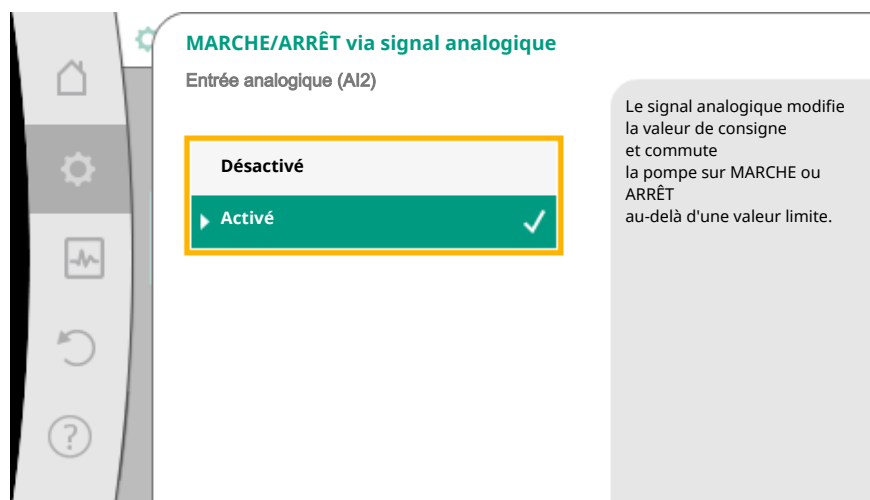 MARCHE/ARRÊT via signal analogique
Entrée analogique (AI2)
Désactivé
Activé
Le signal analogique modifie
la valeur de consigne
et commute
la pompe sur MARCHE ou
ARRÊT
au-delà d'une valeur limite.
?